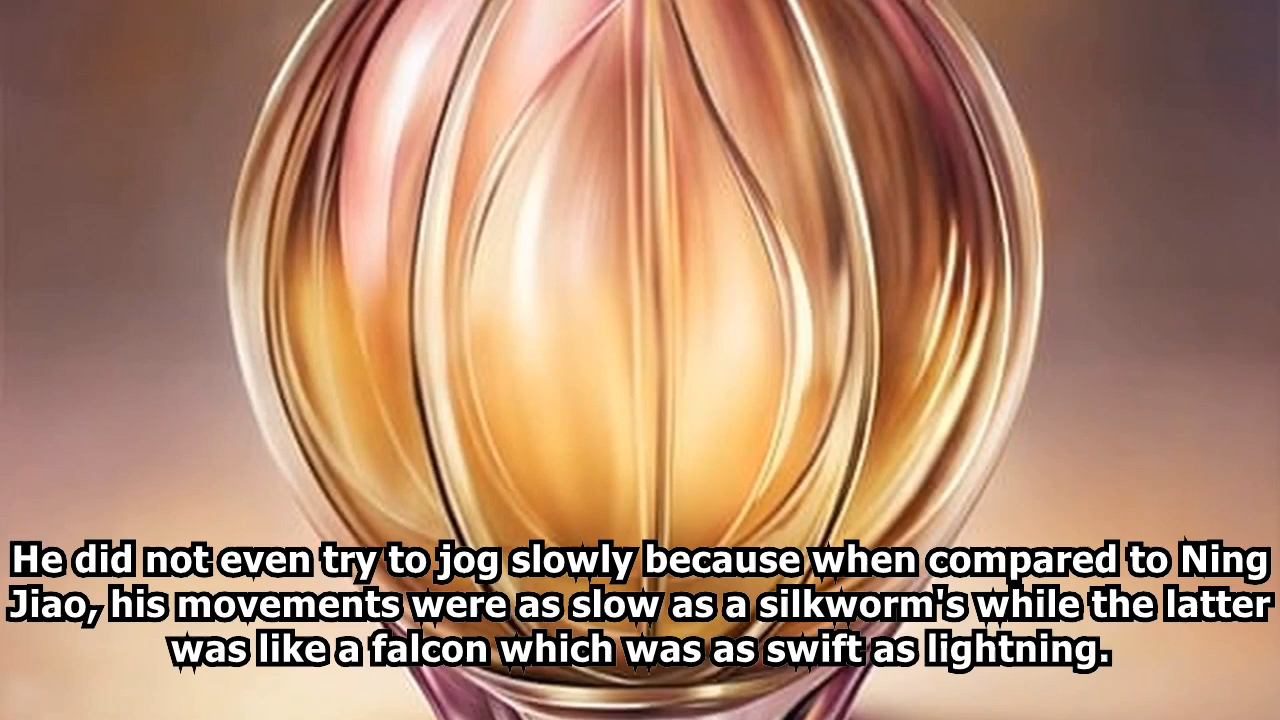 He did not even try to jog slowly because when compared to Ning
Jiao, his movements were as slow as a silkworm's while the latter
was like a falcon which was as swift as lightning.